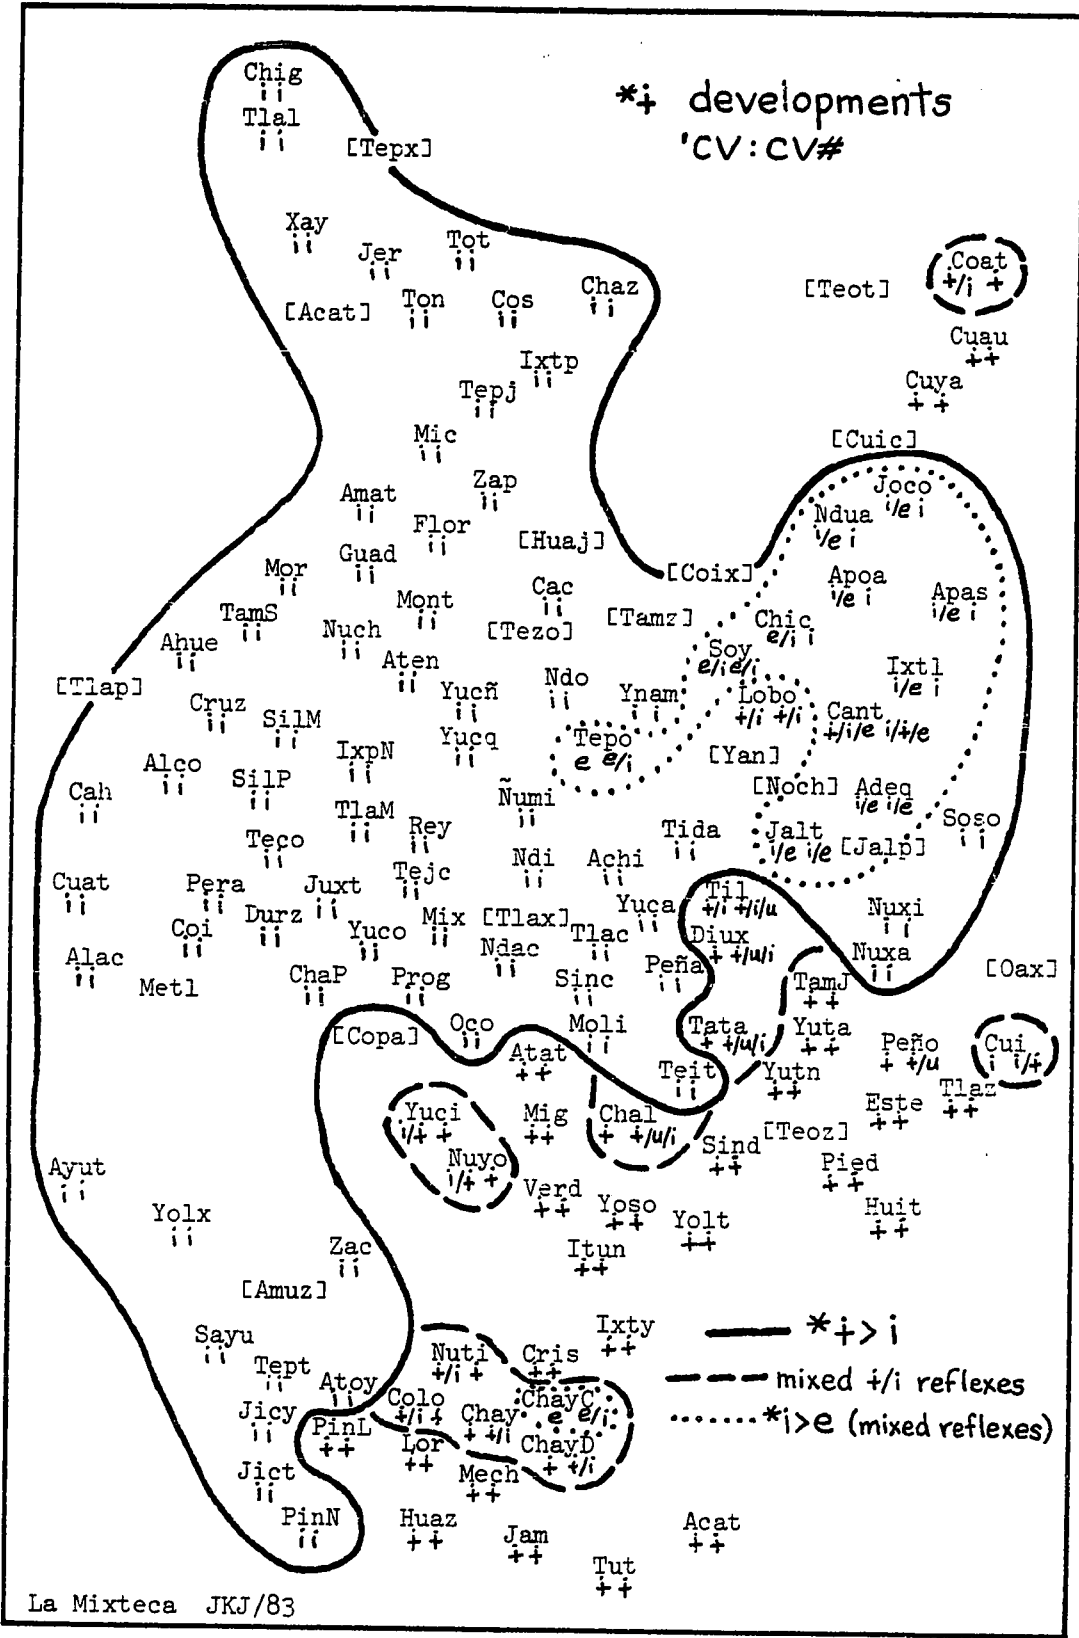 *ɨ developments
'CV:CV#
Chig
i i
Tlal
i i
[Tepx]
Xay
i i
Jer
i i
Tot
i i
[Acat]
Ton
i i
Cos
i i
Chaz
i i
[Teot]
Coat
ɨ/i ɨ
Cuau
ɨ ɨ
Ixtp
i i
Cuya
ɨ ɨ
Tepj
i i
Mic
i i
[Cuic]
Zap
i i
Amat
i i
Joco
i/e i
Flor
i i
Ndua
i/e i
[Huaj]
Guad
i i
Mor
i i
[Coix]
Apoa
i/e i
Cac
i i
Apas
i/e i
Mont
i i
TamS
i i
[Tamz]
Chic
e/i i
Nuch
i i
[Tezo]
Ahue
i i
Soy
e/i e/i
Aten
i i
Ixtl
i/e i
[Tlap]
Yucñ
i i
Ndo
i i
Ynam
i i
Lobo
ɨ/i ɨ/i
Cruz
i i
SilM
i i
Cant
ɨ/i/e i/ɨ/e
Yucq
i i
Tepo
e e/i
IxpN
i i
[Yan]
Alco
i i
SilP
i i
[Noch]
Adeq
i/e i/e
Cah
i i
Ñumi
i i
TlaM
i i
Rey
i i
Tida
i i
Jalt
i/e i/e
[Jalp]
Soso
i i
Teco
i i
Ndi
i i
Achi
i i
Tejc
i i
Cuat
i i
Pera
i i
Juxt
i i
Til
ɨ/i ɨ/i/u
Durz
i i
Mix
i i
[Tlax]
Yuca
i i
Nuxi
i i
Coi
i i
Yuco
i i
Tlac
i i
Diux
ɨ ɨ/u/i
Ndac
i i
Nuxa
i i
Alac
i i
Peña
i i
[Oax]
Metl
ChaP
i i
Prog
i i
Sinc
i i
TamJ
ɨ ɨ
[Copa]
Oco
i i
Moli
i i
Tata
ɨ ɨ/u/i
Yuta
ɨ ɨ
Peño
ɨ ɨ/u
Cui
i i/ɨ
Atat
ɨ ɨ
Teit
i i
Yutn
ɨ ɨ
Tlaz
ɨ ɨ
Yuci
i/ɨ ɨ
Mig
ɨ ɨ
Chal
ɨ ɨ/u/i
Este
ɨ ɨ
Sind
ɨ ɨ
[Teoz]
Nuyo
i/ɨ ɨ
Pied
ɨ ɨ
Ayut
i i
Verd
ɨ ɨ
Yoso
ɨ ɨ
Yolt
ɨ ɨ
Huit
ɨ ɨ
Yolx
i i
Zac
i i
Itun
ɨ ɨ
[Amuz]
Sayu
i i
Ixty
ɨ ɨ
*ɨ>i
Nuti
ɨ/i ɨ
Cris
ɨ ɨ
Tept
i i
mixed ɨ/i reflexes
Atoy
i i
Colo
ɨ/i ɨ
ChayC
e e/i
Jicy
i i
Chay
ɨ ɨ/i
*i>e (mixed reflexes)
PinL
ɨ ɨ
Lor
ɨ ɨ
ChayD
ɨ ɨ/i
Jict
i i
Mech
ɨ ɨ
PinN
i i
Huaz
ɨ ɨ
Jam
ɨ ɨ
Acat
ɨ ɨ
Tut
ɨ ɨ
La Mixteca JKJ/83